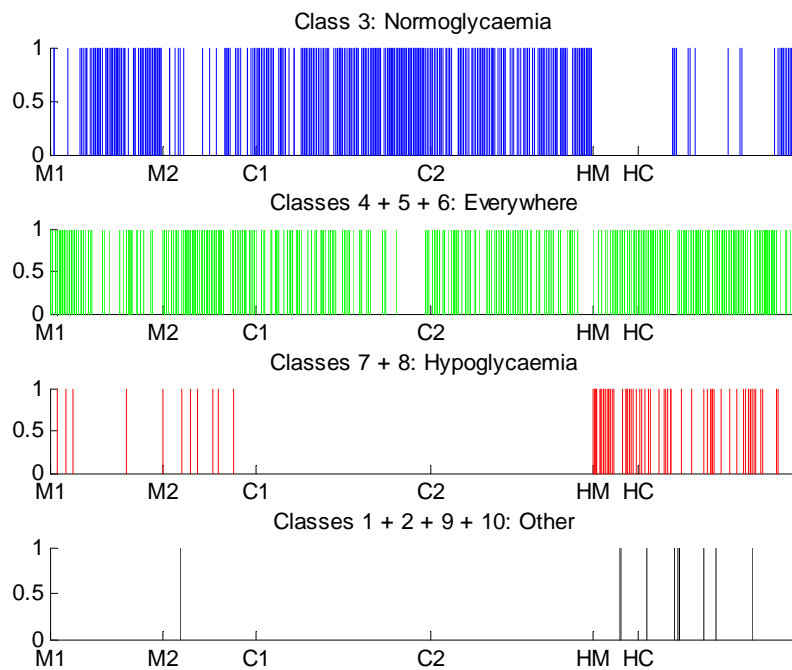 Class 3: Normoglycaemia
1
0.5
0
M1 M2 C1 C2 HM HC
Classes 4 + 5 + 6: Everywhere
1
0.5
0
M1 M2 C1 C2 HM HC
Classes 7 + 8: Hypoglycaemia
1
0.5
0
M1 M2 C1 C2 HM HC
Classes 1 + 2 + 9 + 10: Other
1
0.5
0
M1 M2 C1 C2 HM HC